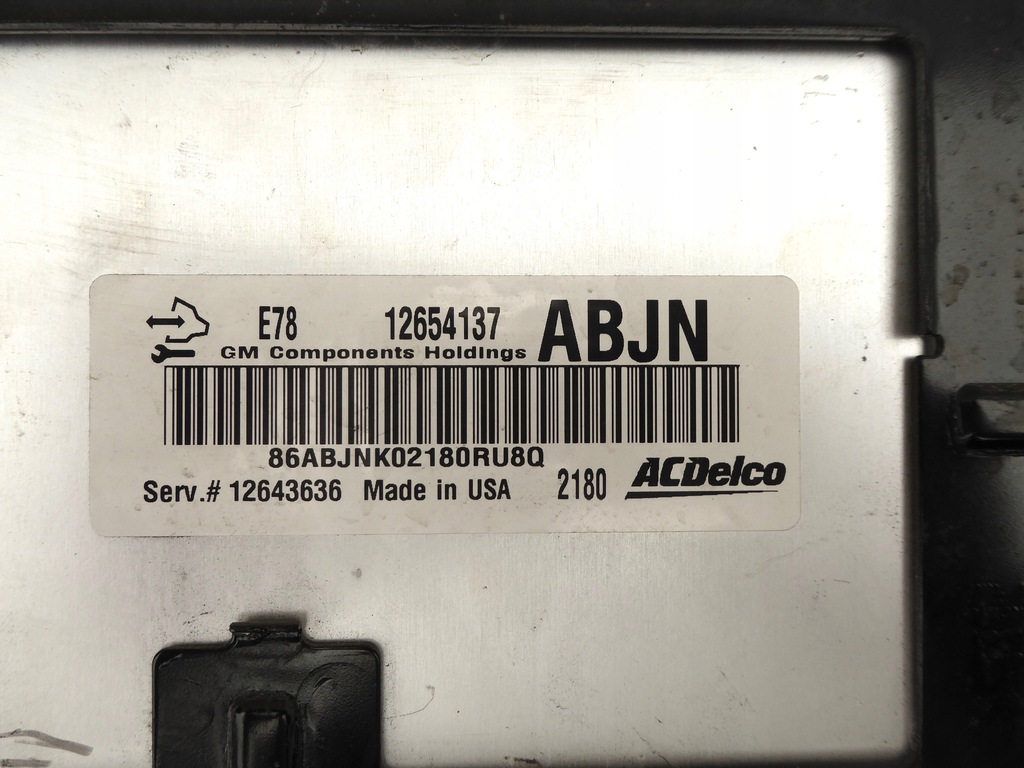 E78 12654137 ABJN
GM Components Holdings
86ABJNK02180RU8Q
Serv.# 12643636 Made in USA 2180 ACDelco